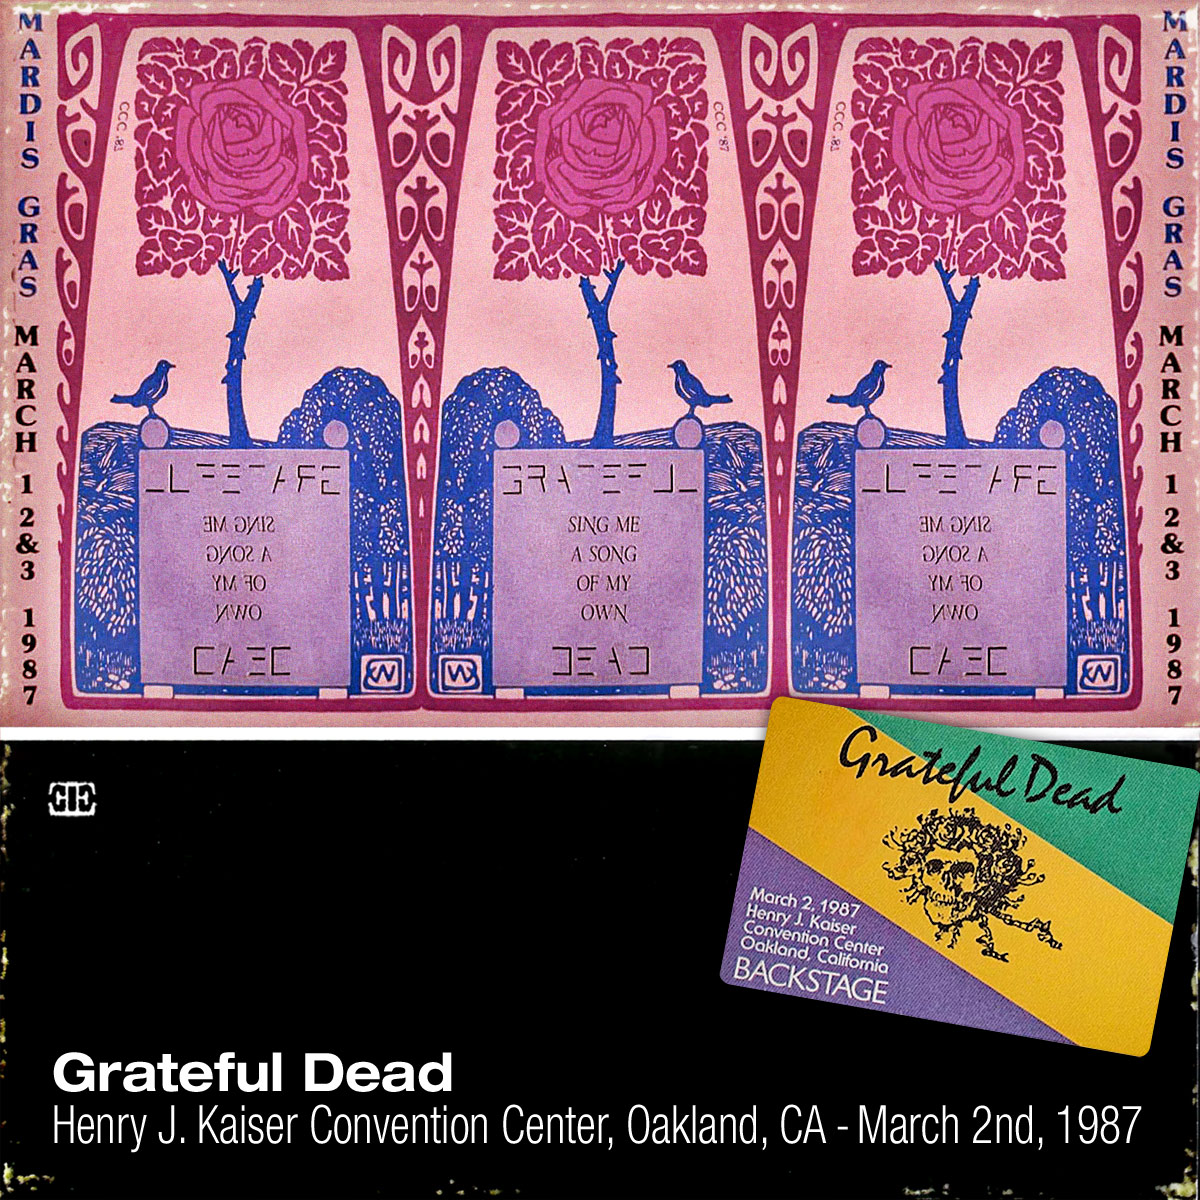 MARDIS GRAS MARCH 1 2 & 3 1987
CCC '87
GRATEFUL
SING ME
A SONG
OF MY
OWN
DEAD
CCC '87
GRATEFUL
SING ME
A SONG
OF MY
OWN
DEAD
CCC '87
GRATEFUL
SING ME
A SONG
OF MY
OWN
DEAD
MARDIS GRAS MARCH 1 2 & 3 1987
Grateful Dead
March 2, 1987
Henry J. Kaiser
Convention Center
Oakland, California
BACKSTAGE
Grateful Dead
Henry J. Kaiser Convention Center, Oakland, CA - March 2nd, 1987